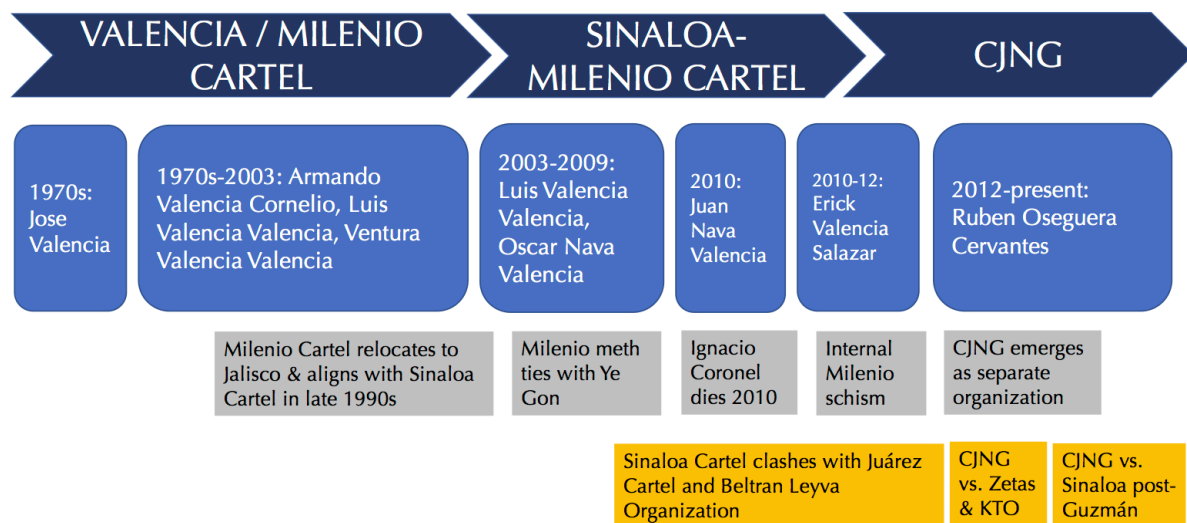 VALENCIA / MILENIO
CARTEL
SINALOA-
MILENIO CARTEL
CJNG
1970s:
Jose
Valencia
1970s-2003: Armando
Valencia Cornelio, Luis
Valencia Valencia, Ventura
Valencia Valencia
2003-2009:
Luis Valencia
Valencia,
Oscar Nava
Valencia
2010:
Juan
Nava
Valencia
2010-12:
Erick
Valencia
Salazar
2012-present:
Ruben Oseguera
Cervantes
Milenio Cartel relocates to
Jalisco & aligns with Sinaloa
Cartel in late 1990s
Milenio meth
ties with Ye
Gon
Ignacio
Coronel
dies 2010
Internal
Milenio
schism
CJNG emerges
as separate
organization
Sinaloa Cartel clashes with Juárez
Cartel and Beltran Leyva
Organization
CJNG
vs. Zetas
& KTO
CJNG vs.
Sinaloa post-
Guzmán